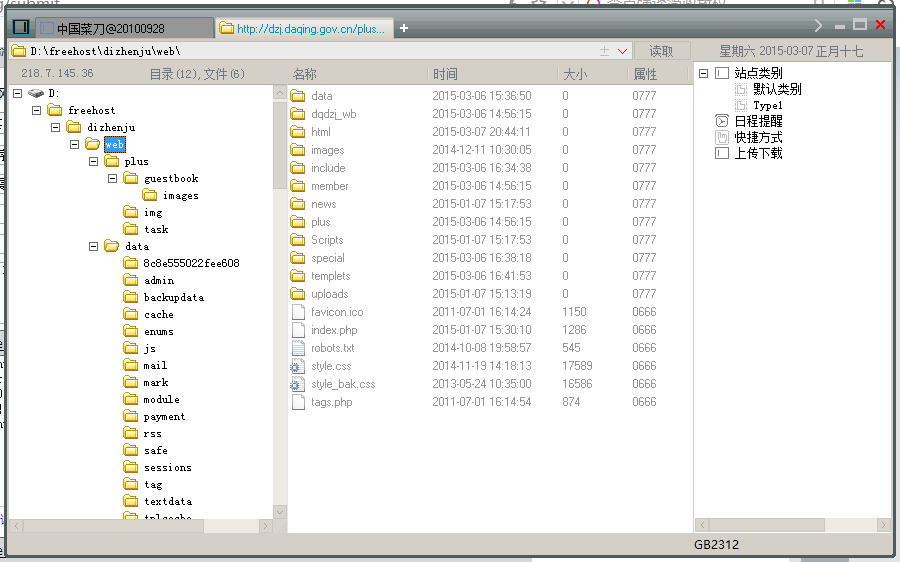 中国菜刀@20100928
http://dzj.daqing.gov.cn/plus...
D:\freehost\dizhenju\web\
读取
星期六 2015-03-07 正月十七
218.7.145.36
目录(12),文件(6)
名称 时间 大小 属性
D:
freehost
dizhenju
web
plus
guestbook
images
img
task
data
8c8e555022fee608
admin
backupdata
cache
enums
js
mail
mark
module
payment
rss
safe
sessions
tag
textdata
tplcache
data 2015-03-06 15:36:50 0 0777
dqdzj_wb 2015-03-06 14:56:15 0 0777
html 2015-03-07 20:44:11 0 0777
images 2014-12-11 10:30:05 0 0777
include 2015-03-06 16:34:38 0 0777
member 2015-03-06 14:56:15 0 0777
news 2015-01-07 15:17:53 0 0777
plus 2015-03-06 14:56:15 0 0777
Scripts 2015-01-07 15:17:53 0 0777
special 2015-03-06 16:38:18 0 0777
templets 2015-03-06 16:41:53 0 0777
uploads 2015-01-07 15:13:19 0 0777
favicon.ico 2011-07-01 16:14:24 1150 0666
index.php 2015-01-07 15:30:10 1286 0666
robots.txt 2014-10-08 19:58:57 545 0666
style.css 2014-11-19 14:18:13 17589 0666
style_bak.css 2013-05-24 10:35:00 16586 0666
tags.php 2011-07-01 16:14:54 874 0666
站点类别
默认类别
Type1
日程提醒
快捷方式
上传下载
GB2312